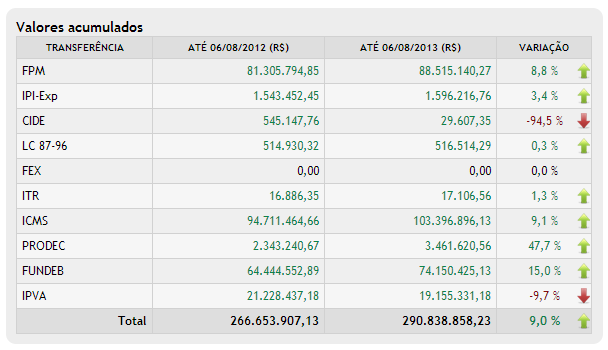 Valores acumulados
TRANSFERÊNCIA ATÉ 06/08/2012 (R$) ATÉ 06/08/2013 (R$) VARIAÇÃO
FPM 81.305.794,85 88.515.140,27 8,8 %
IPI-Exp 1.543.452,45 1.596.216,76 3,4 %
CIDE 545.147,76 29.607,35 -94,5 %
LC 87-96 514.930,32 516.514,29 0,3 %
FEX 0,00 0,00 0,0 %
ITR 16.886,35 17.106,56 1,3 %
ICMS 94.711.464,66 103.396.896,13 9,1 %
PRODEC 2.343.240,67 3.461.620,56 47,7 %
FUNDEB 64.444.552,89 74.150.425,13 15,0 %
IPVA 21.228.437,18 19.155.331,18 -9,7 %
Total 266.653.907,13 290.838.858,23 9,0 %